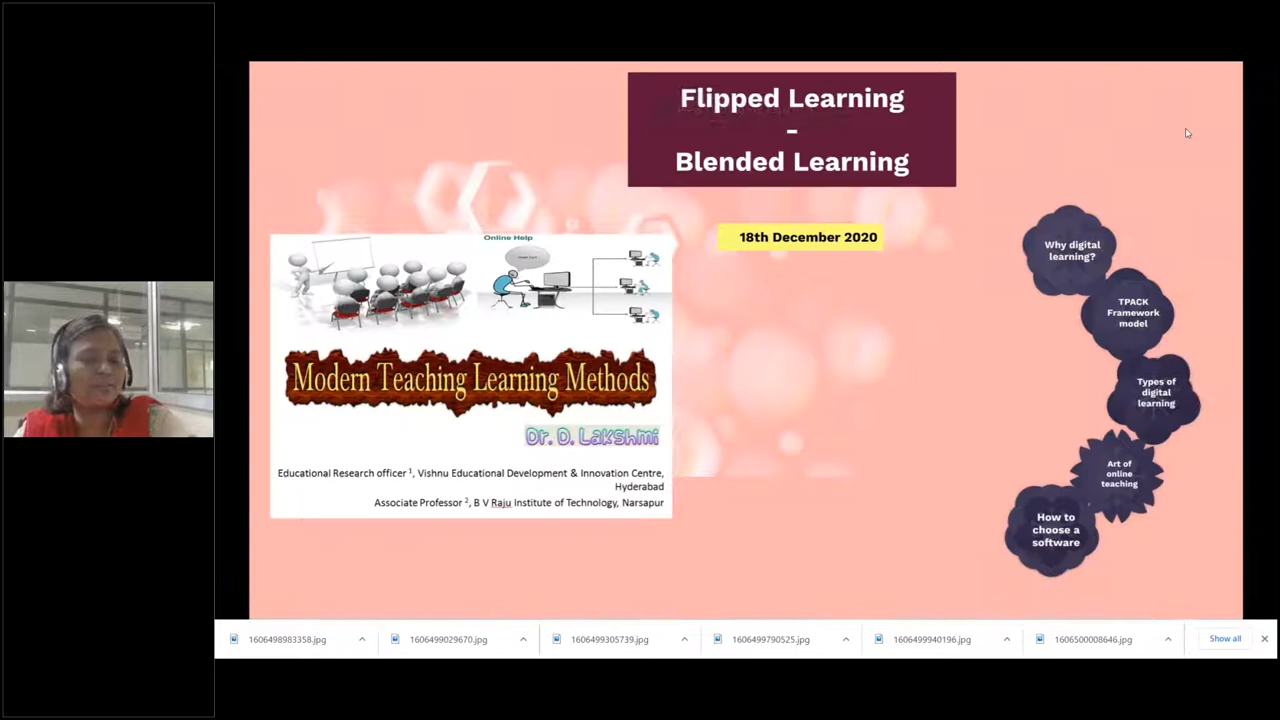 Flipped Learning
-
Blended Learning
18th December 2020
Online Help
Modern Teaching Learning Methods
Dr. D. Lakshmi
Educational Research officer 1, Vishnu Educational Development & Innovation Centre,
Hyderabad
Associate Professor 2, B V Raju Institute of Technology, Narsapur
Why digital
learning?
TPACK
Framework
model
Types of
digital
learning
Art of
online
teaching
How to
choose a
software
1606498983358.jpg
1606499029670.jpg
1606499305739.jpg
1606499790525.jpg
1606499940196.jpg
1606500008646.jpg
Show all